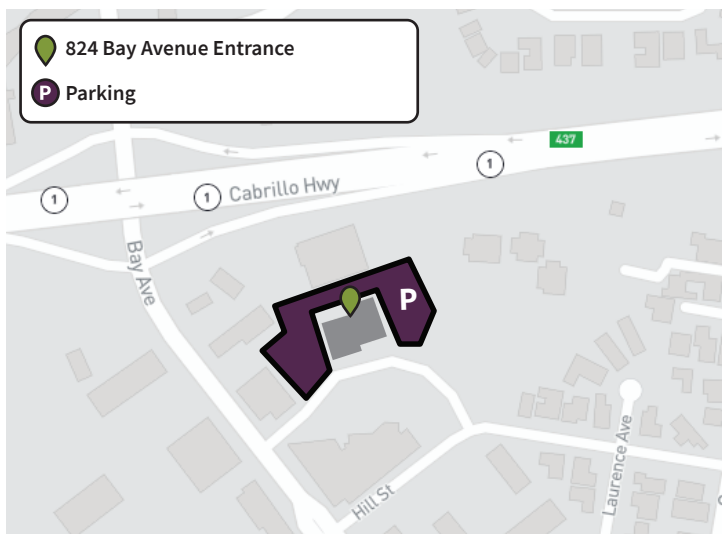 824 Bay Avenue Entrance
P Parking
437
1
1
1
Cabrillo Hwy
Bay Ave
P
Laurence Ave
Hill St